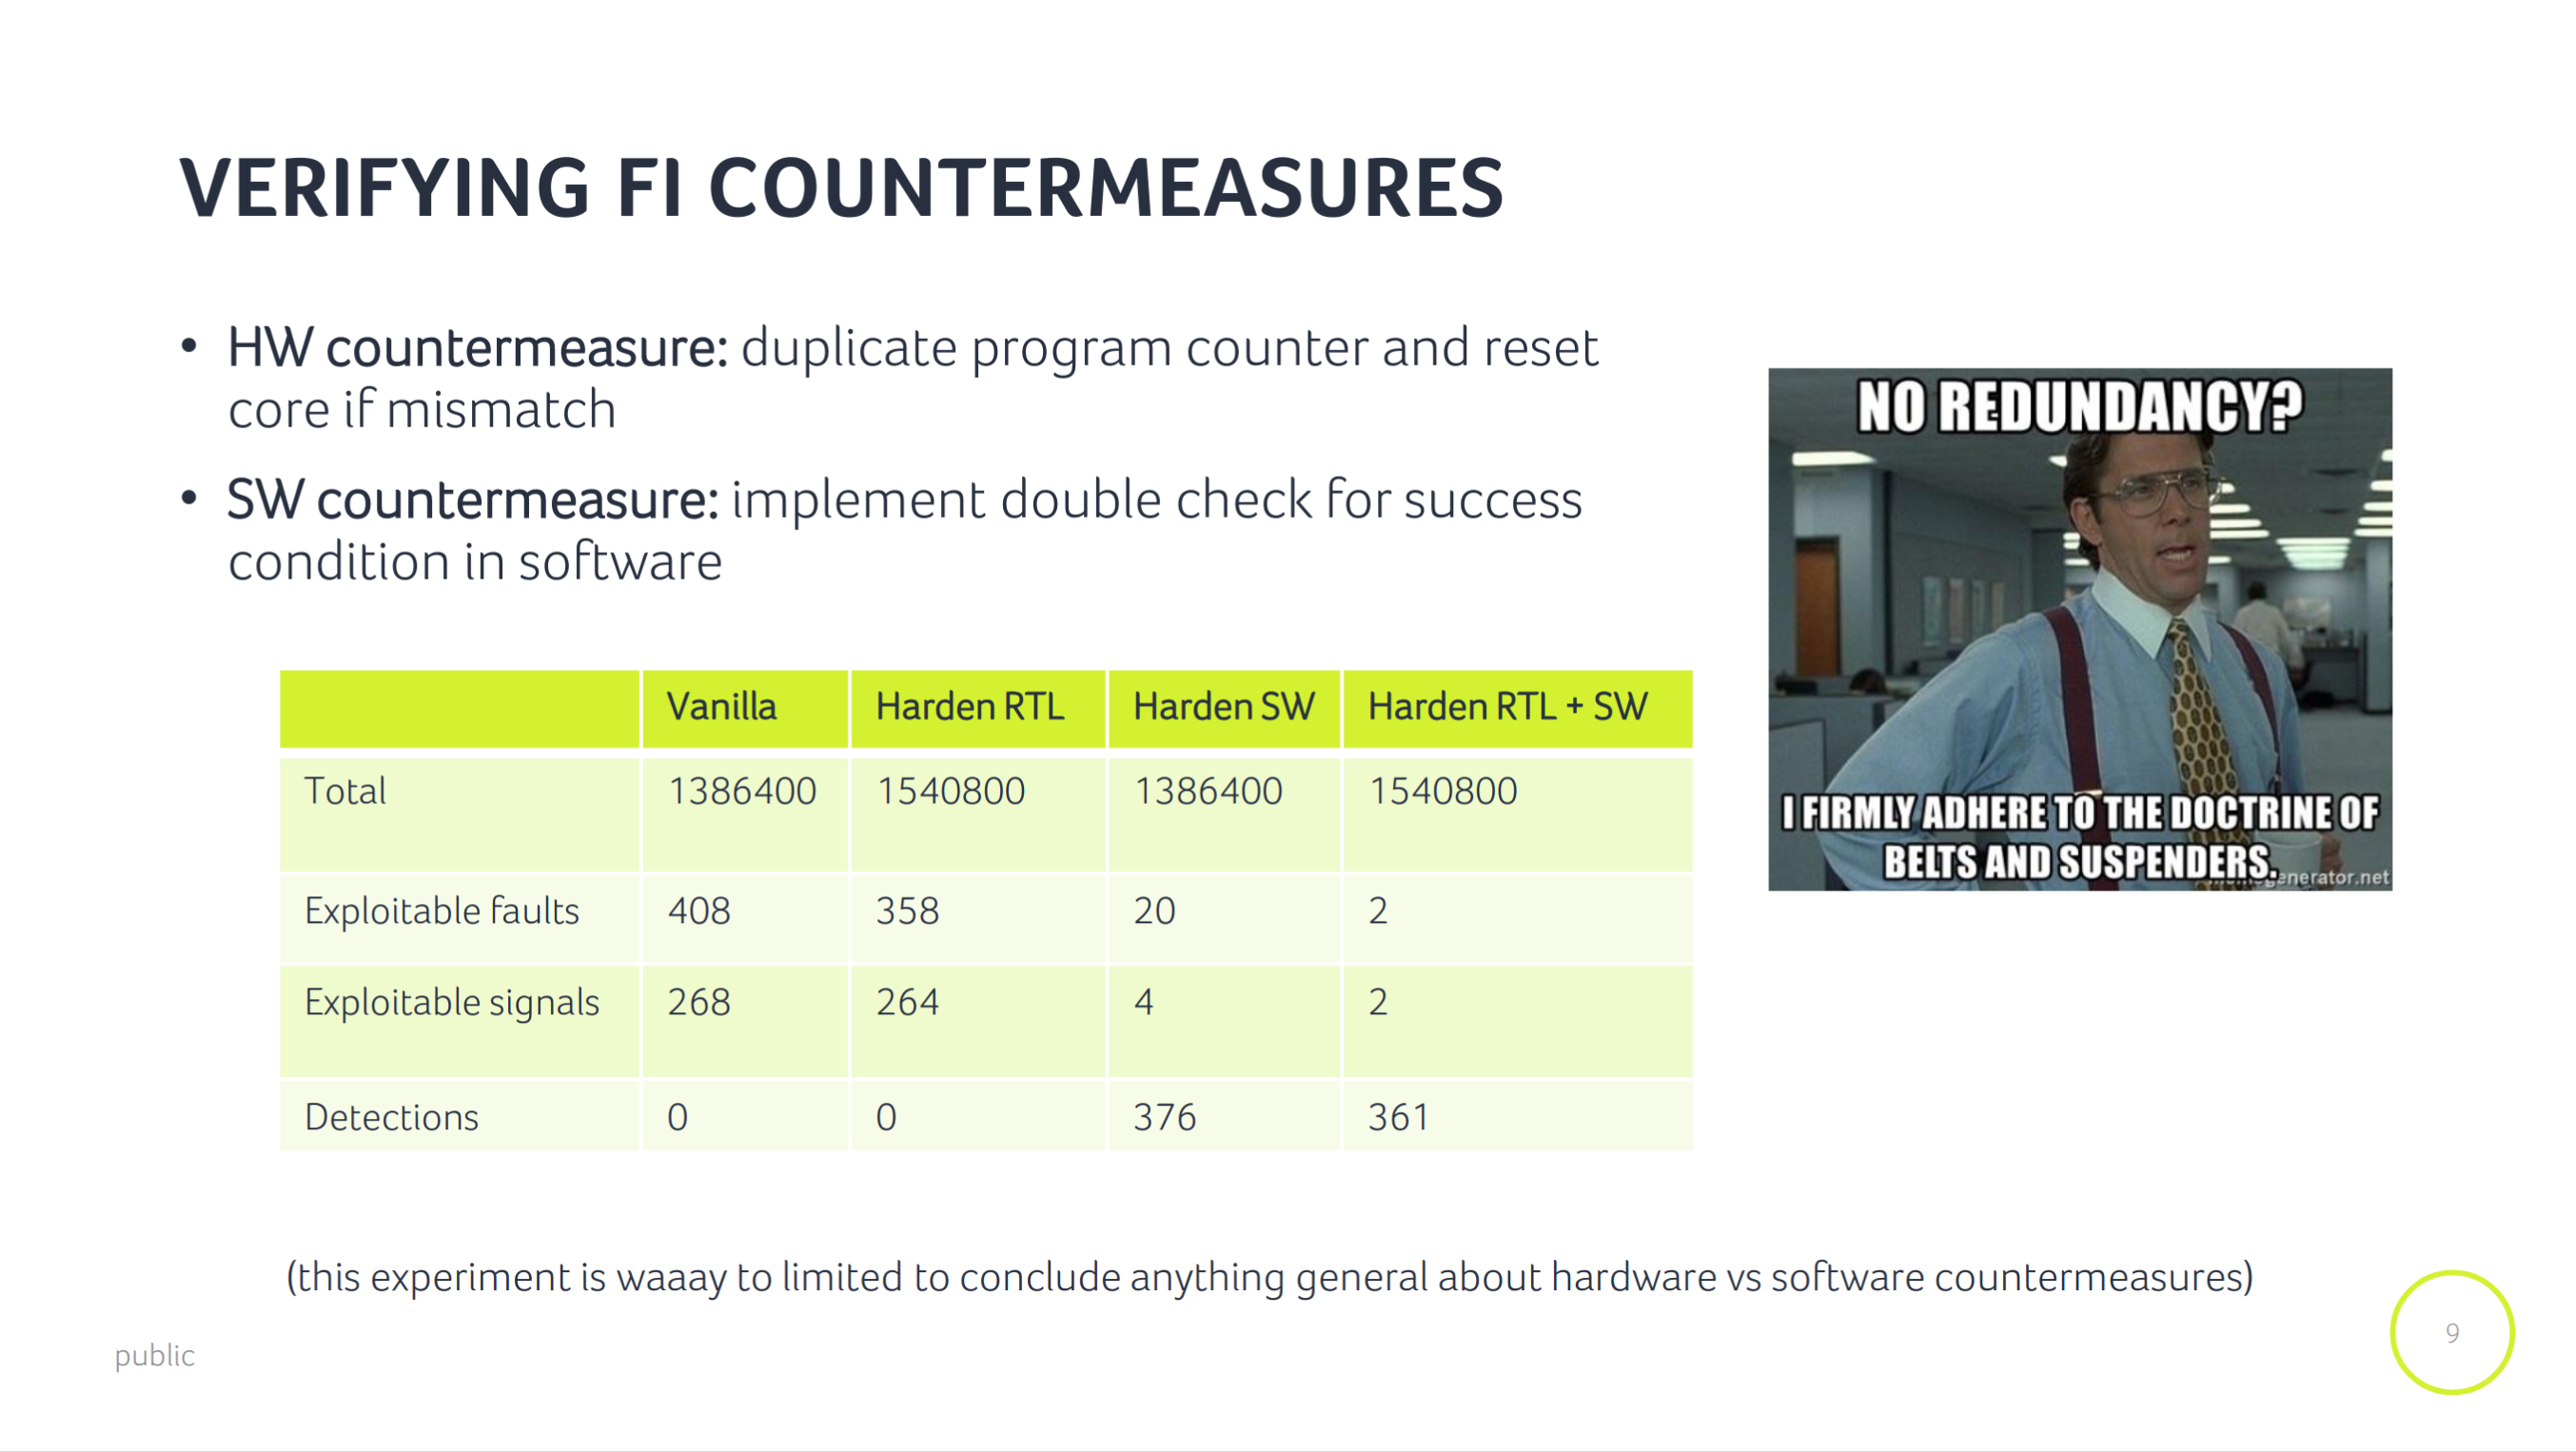 VERIFYING FI COUNTERMEASURES
• HW countermeasure: duplicate program counter and reset
core if mismatch
• SW countermeasure: implement double check for success
condition in software
NO REDUNDANCY?
I FIRMLY ADHERE TO THE DOCTRINE OF
BELTS AND SUSPENDERS.
Vanilla Harden RTL Harden SW Harden RTL + SW
Total 1386400 1540800 1386400 1540800
Exploitable faults 408 358 20 2
Exploitable signals 268 264 4 2
Detections 0 0 376 361
(this experiment is waaay to limited to conclude anything general about hardware vs software countermeasures)
public
9